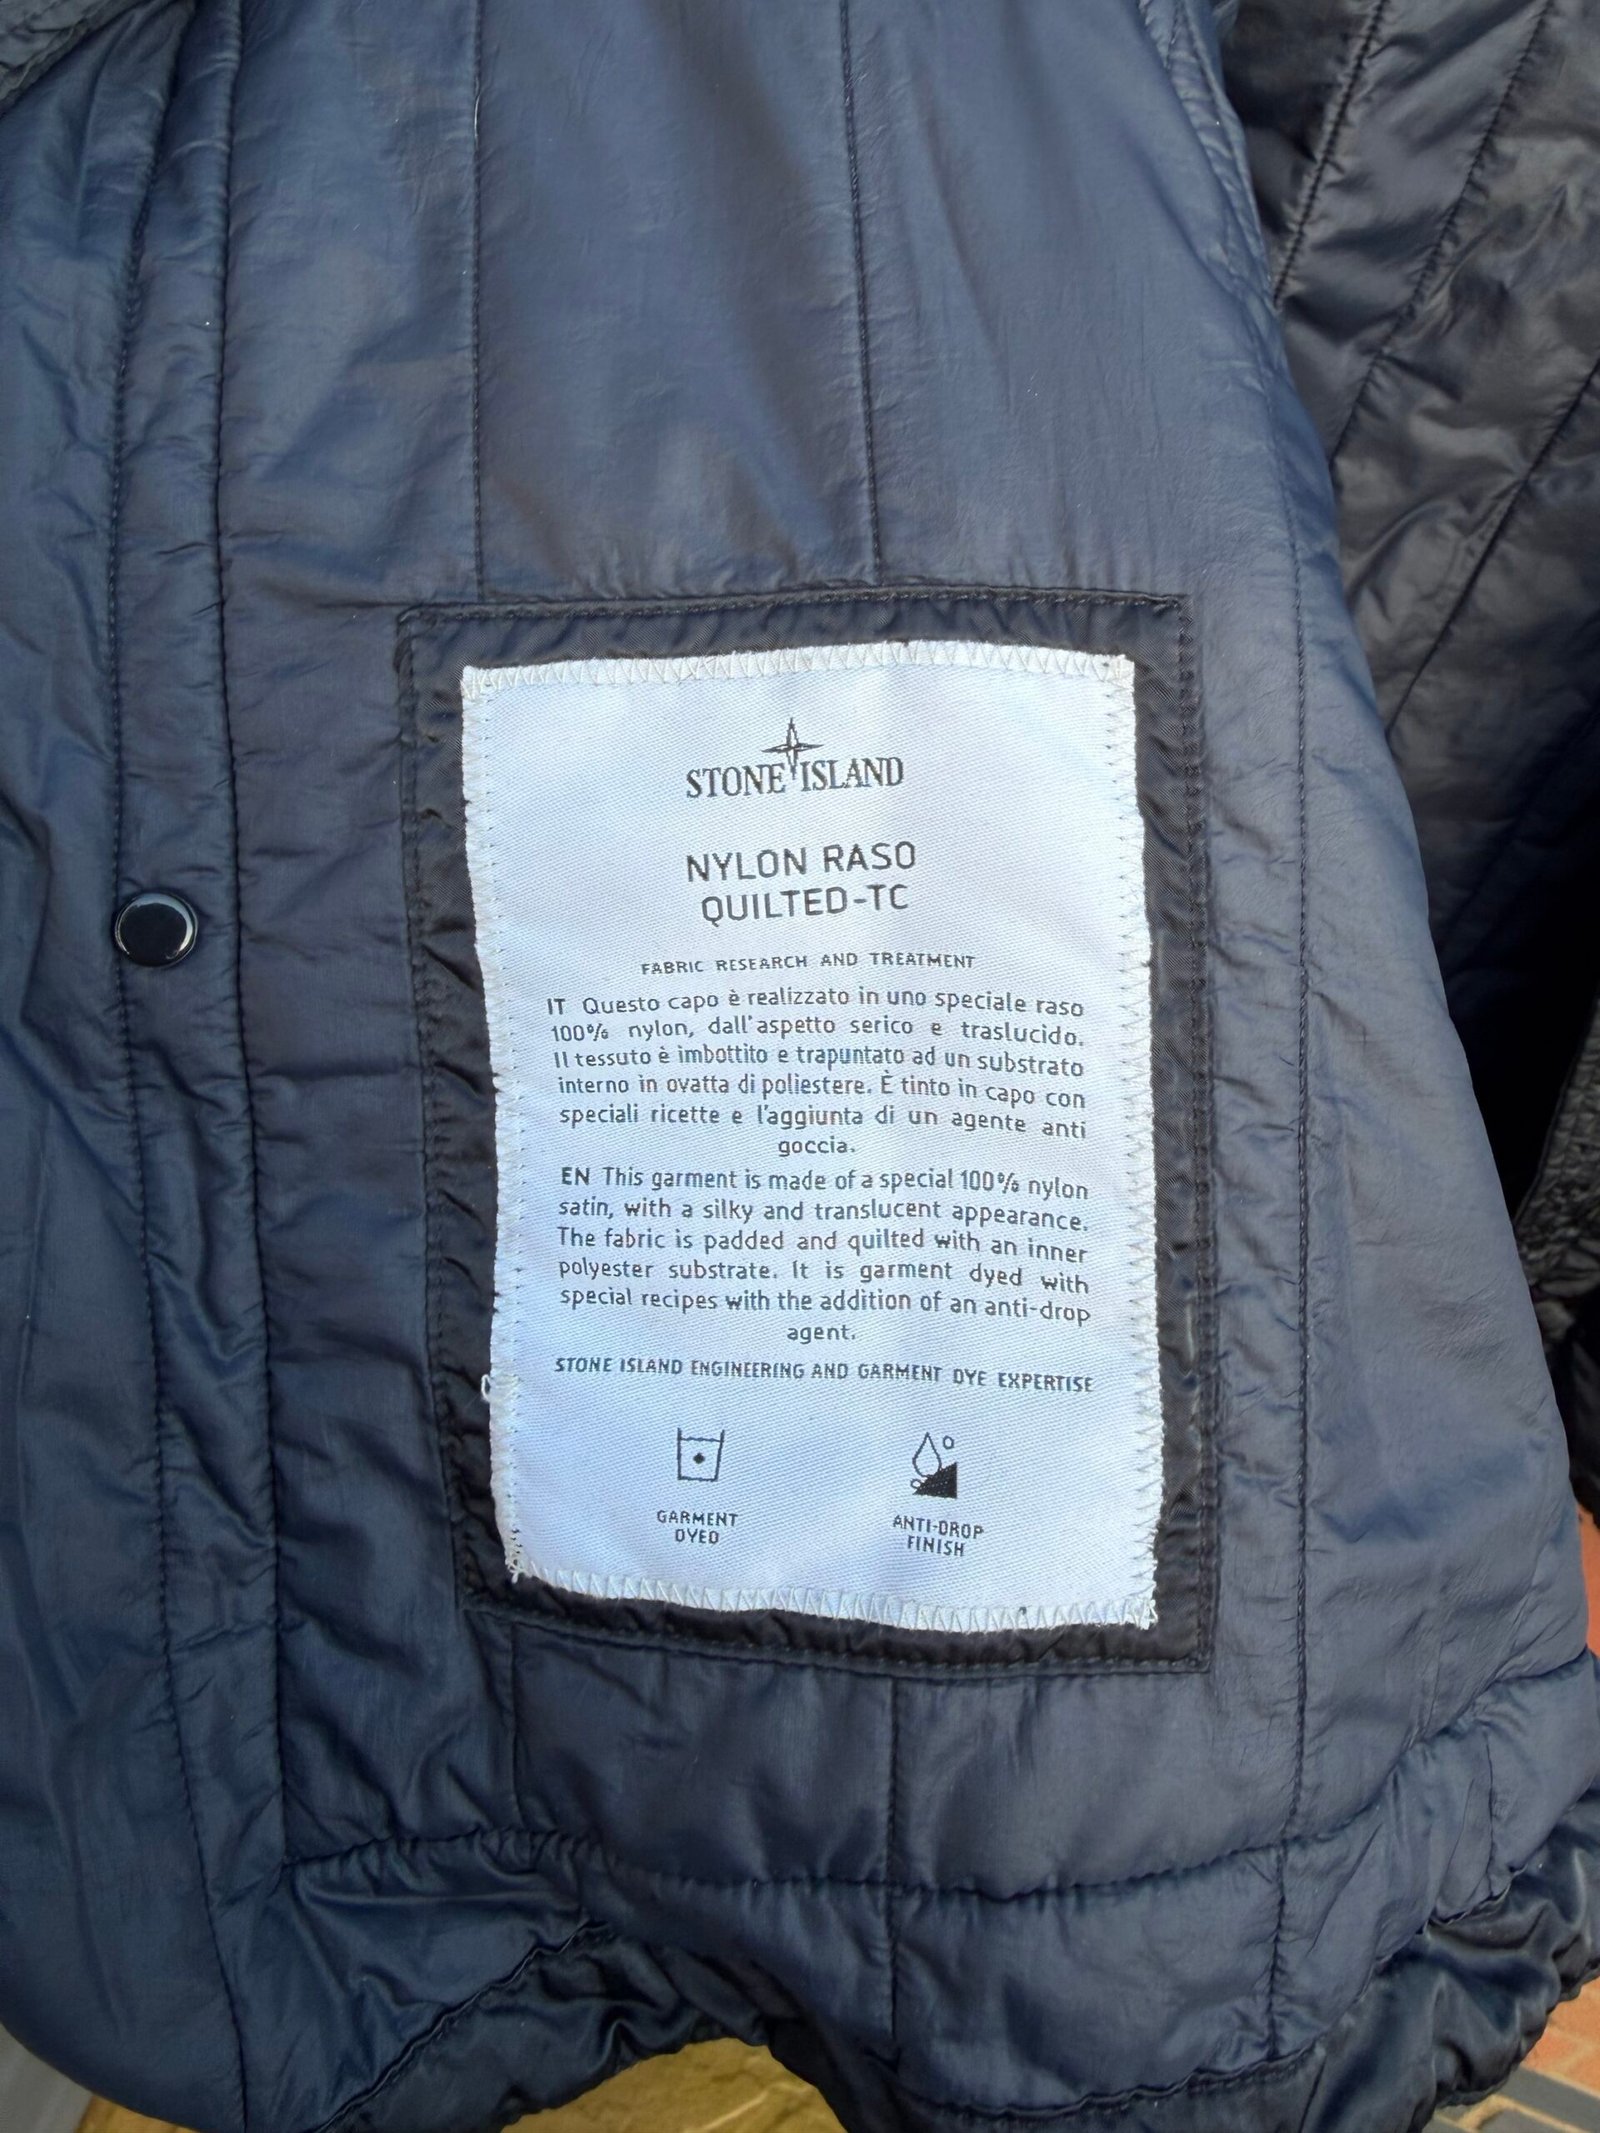 STONE ISLAND
NYLON RASO
QUILTED-TC
FABRIC RESEARCH AND TREATMENT
IT Questo capo è realizzato in uno speciale raso
100% nylon, dall'aspetto serico e traslucido.
Il tessuto è imbottito e trapuntato ad un substrato
interno in ovatta di poliestere. È tinto in capo con
speciali ricette e l'aggiunta di un agente anti
goccia.
EN This garment is made of a special 100% nylon
satin, with a silky and translucent appearance.
The fabric is padded and quilted with an inner
polyester substrate. It is garment dyed with
special recipes with the addition of an anti-drop
agent.
STONE ISLAND ENGINEERING AND GARMENT DYE EXPERTISE
GARMENT
DYED
ANTI-DROP
FINISH